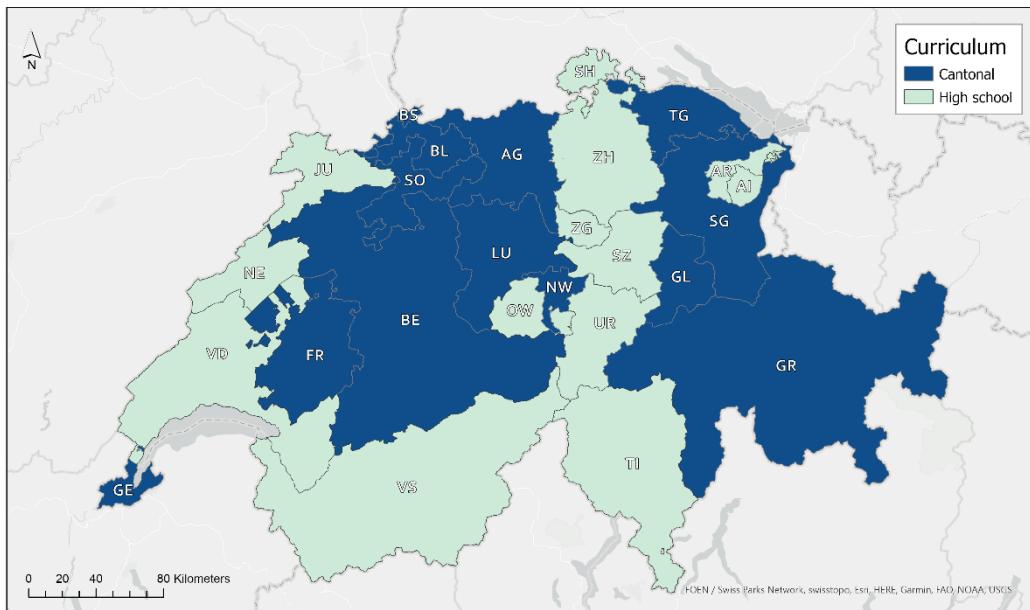 N
Curriculum
Cantonal
High school
SH
BS
TG
BL
AG
ZH
JU
AR
AI
SO
SG
ZG
LU
SZ
NE
GL
NW
OW
BE
UR
VD
FR
GR
TI
VS
GE
0 20 40 80 Kilometers
FOEN / Swiss Parks Network, swisstopo, Esri, HERE, Garmin, FAO, NOAA, USGS